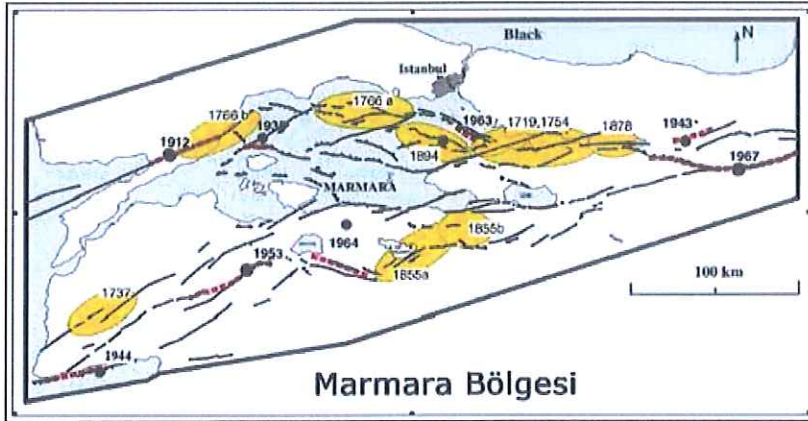 Black
N
Istanbul
1766 b
1766 a
1912
1963
1719,1754
1943
1878
1894
1967
MARMARA
1855b
1964
1953
1855a
100 km
1737
1944
Marmara Bölgesi